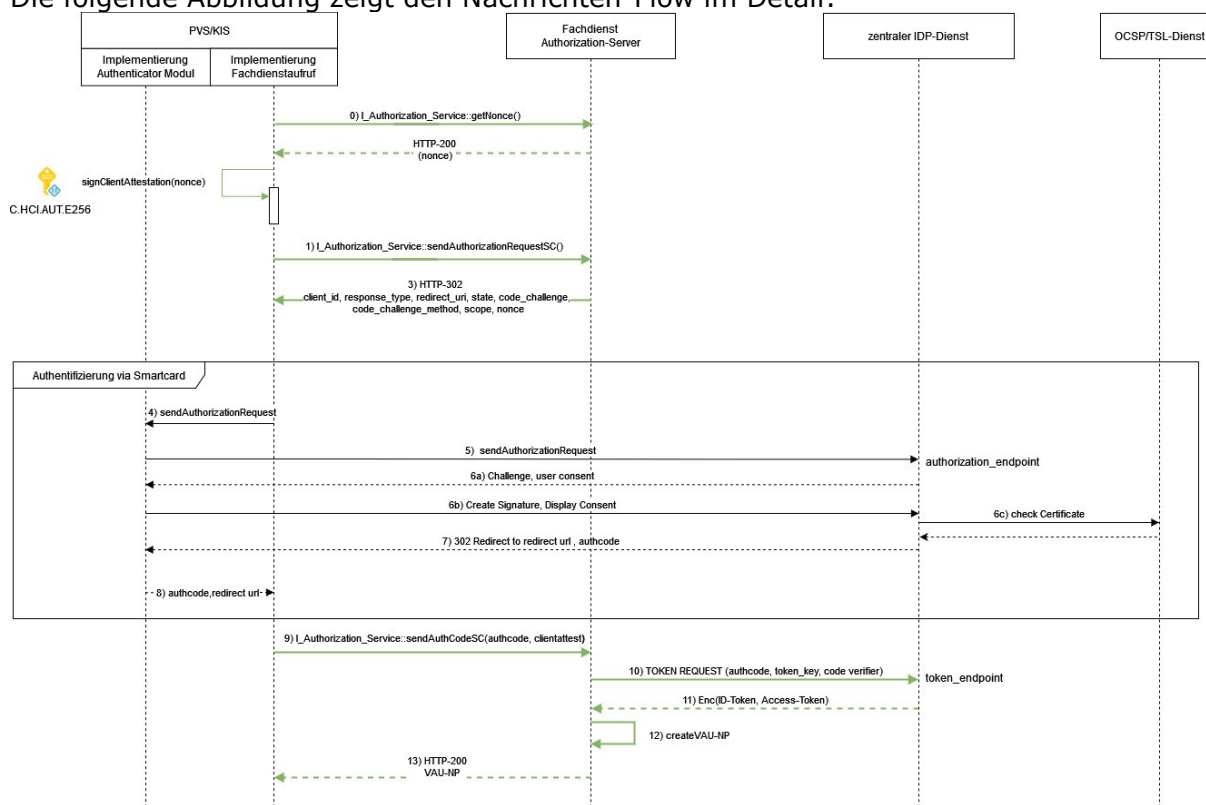 Die folgende Abbildung zeigt den Nachrichten-Flow im Detail:
PVS/KIS
Implementierung
Authenticator Modul
Implementierung
Fachdienstaufruf
Fachdienst
Authorization-Server
zentraler IDP-Dienst
OCSP/TSL-Dienst
0) I_Authorization_Service::getNonce()
HTTP-200
(nonce)
signClientAttestation(nonce)
C.HCI.AUT.E256
1) I_Authorization_Service::sendAuthorizationRequestSC()
3) HTTP-302
client_id, response_type, redirect_uri, state, code_challenge,
code_challenge_method, scope, nonce
Authentifizierung via Smartcard
4) sendAuthorizationRequest
5) sendAuthorizationRequest
authorization_endpoint
6a) Challenge, user consent
6b) Create Signature, Display Consent
6c) check Certificate
7) 302 Redirect to redirect url , authcode
8) authcode,redirect url
9) I_Authorization_Service::sendAuthCodeSC(authcode, clientattest)
10) TOKEN REQUEST (authcode, token_key, code verifier)
token_endpoint
11) Enc(ID-Token, Access-Token)
12) createVAU-NP
13) HTTP-200
VAU-NP